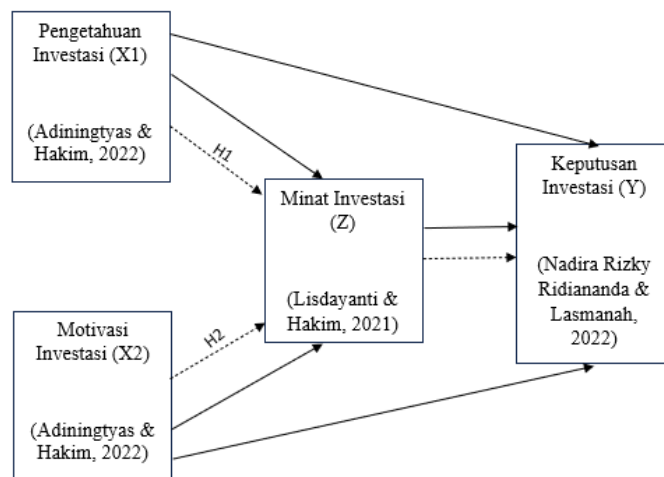 Pengetahuan
Investasi (X1)
(Adiningtyas &
Hakim, 2022)
H1
Minat Investasi
(Z)
(Lisdayanti &
Hakim, 2021)
Keputusan
Investasi (Y)
(Nadira Rizky
Ridiananda &
Lasmanah,
2022)
Motivasi
Investasi (X2)
(Adiningtyas &
Hakim, 2022)
H2